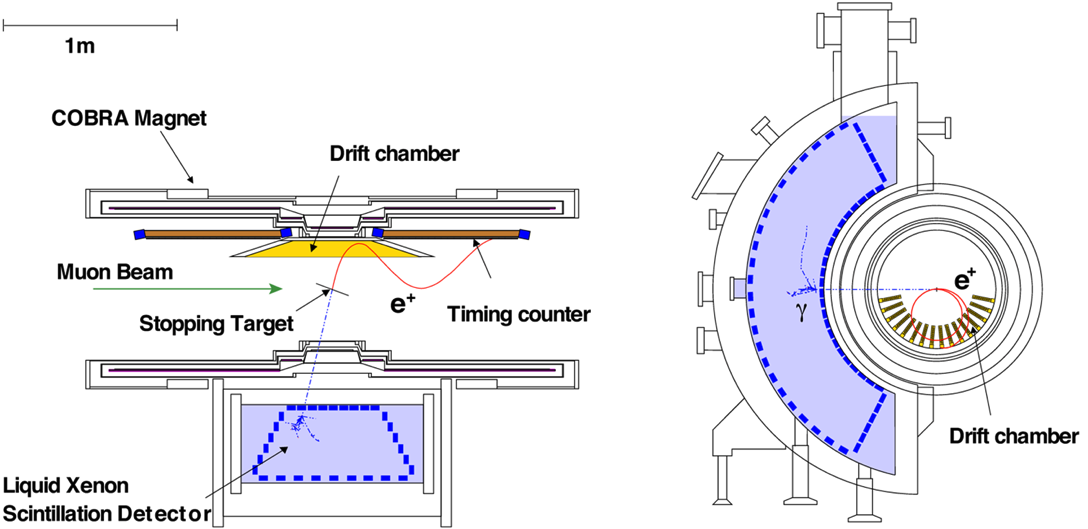 1m
COBRA Magnet
Drift chamber
Muon Beam
e+
Stopping Target
Timing counter
Liquid Xenon
Scintillation Detector
γ
e+
Drift chamber